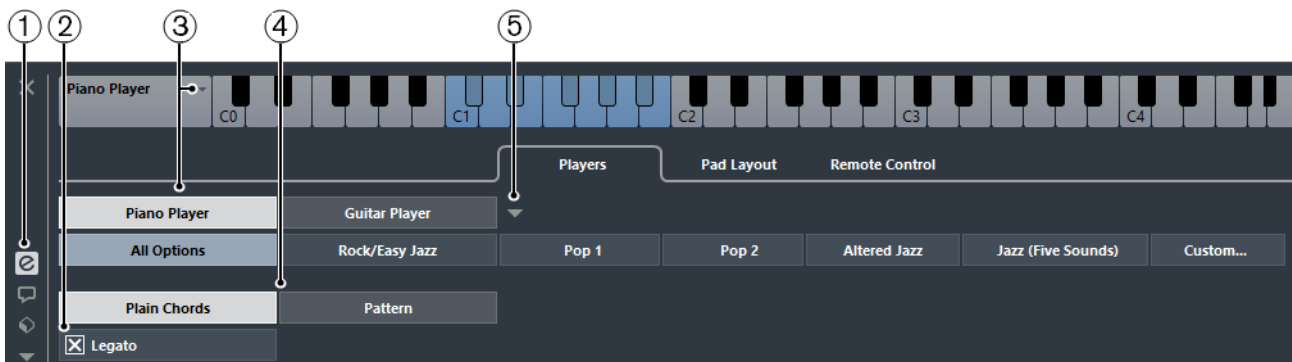 ① ② ③ ④ ⑤
Piano Player C0 C1 C2 C3 C4
Players Pad Layout Remote Control
Piano Player Guitar Player
All Options Rock/Easy Jazz Pop 1 Pop 2 Altered Jazz Jazz (Five Sounds) Custom...
Plain Chords Pattern
Legato